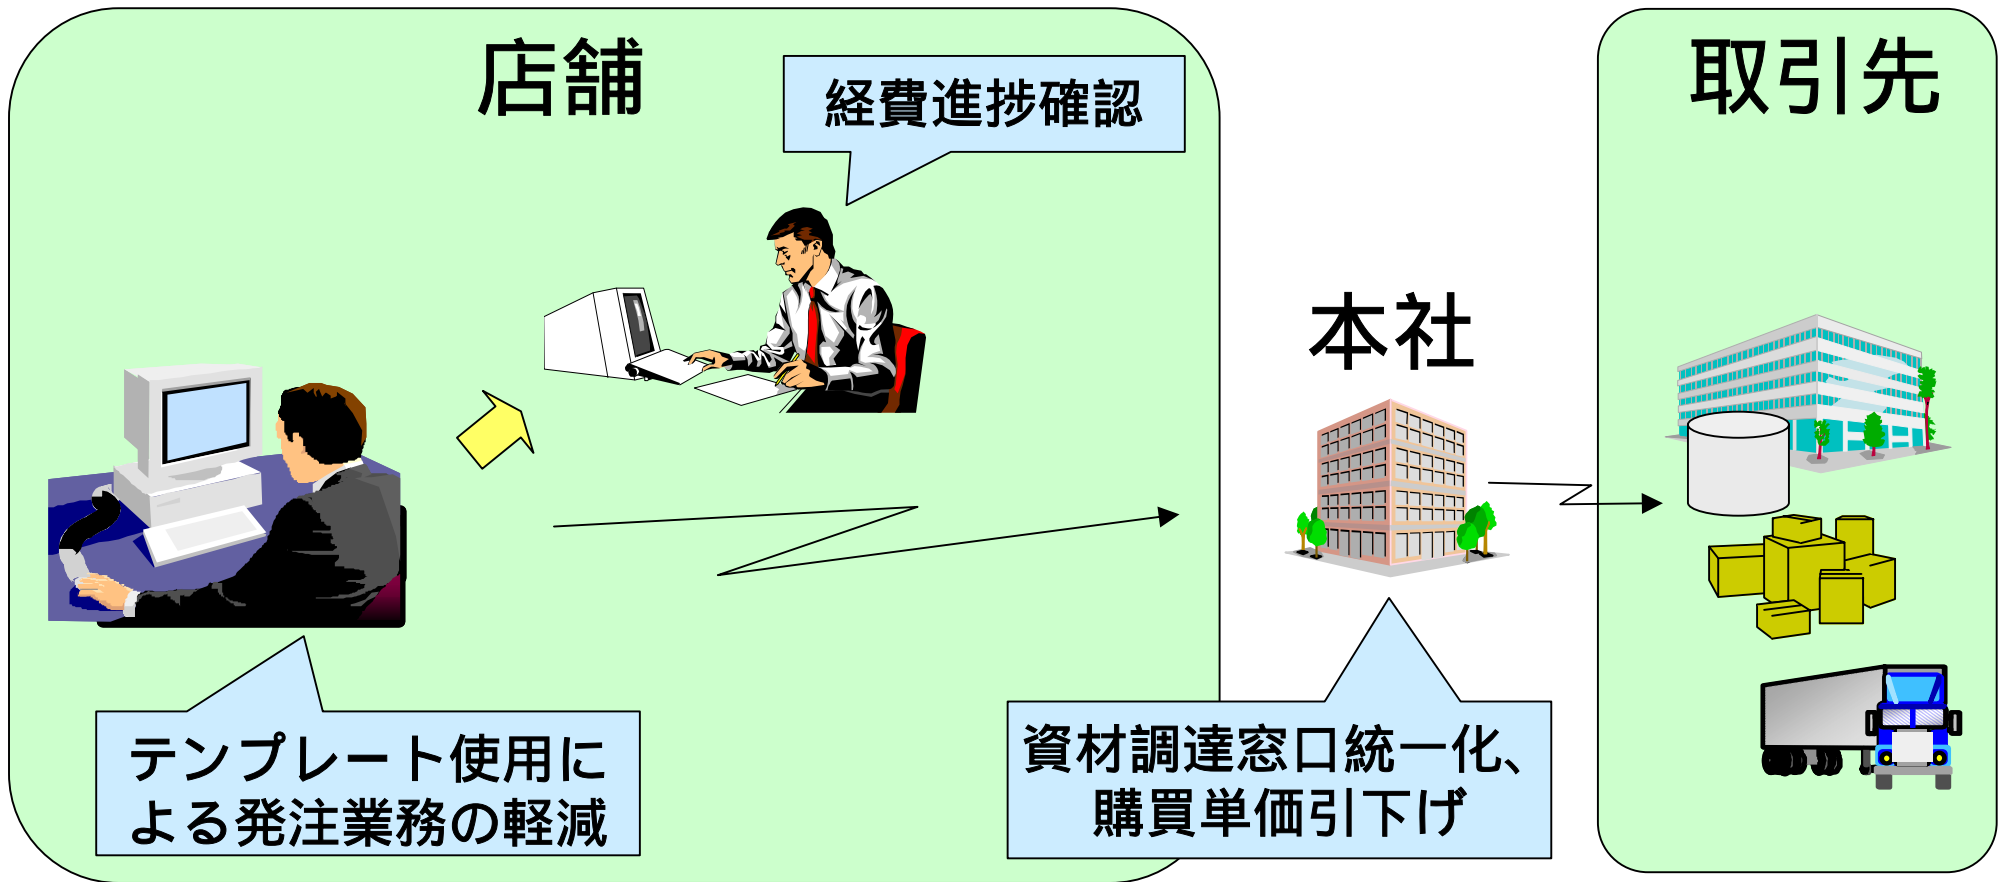 店舗
経費進捗確認
取引先
本社
テンプレート使用に
よる発注業務の軽減
資材調達窓口統一化、
購買単価引下げ